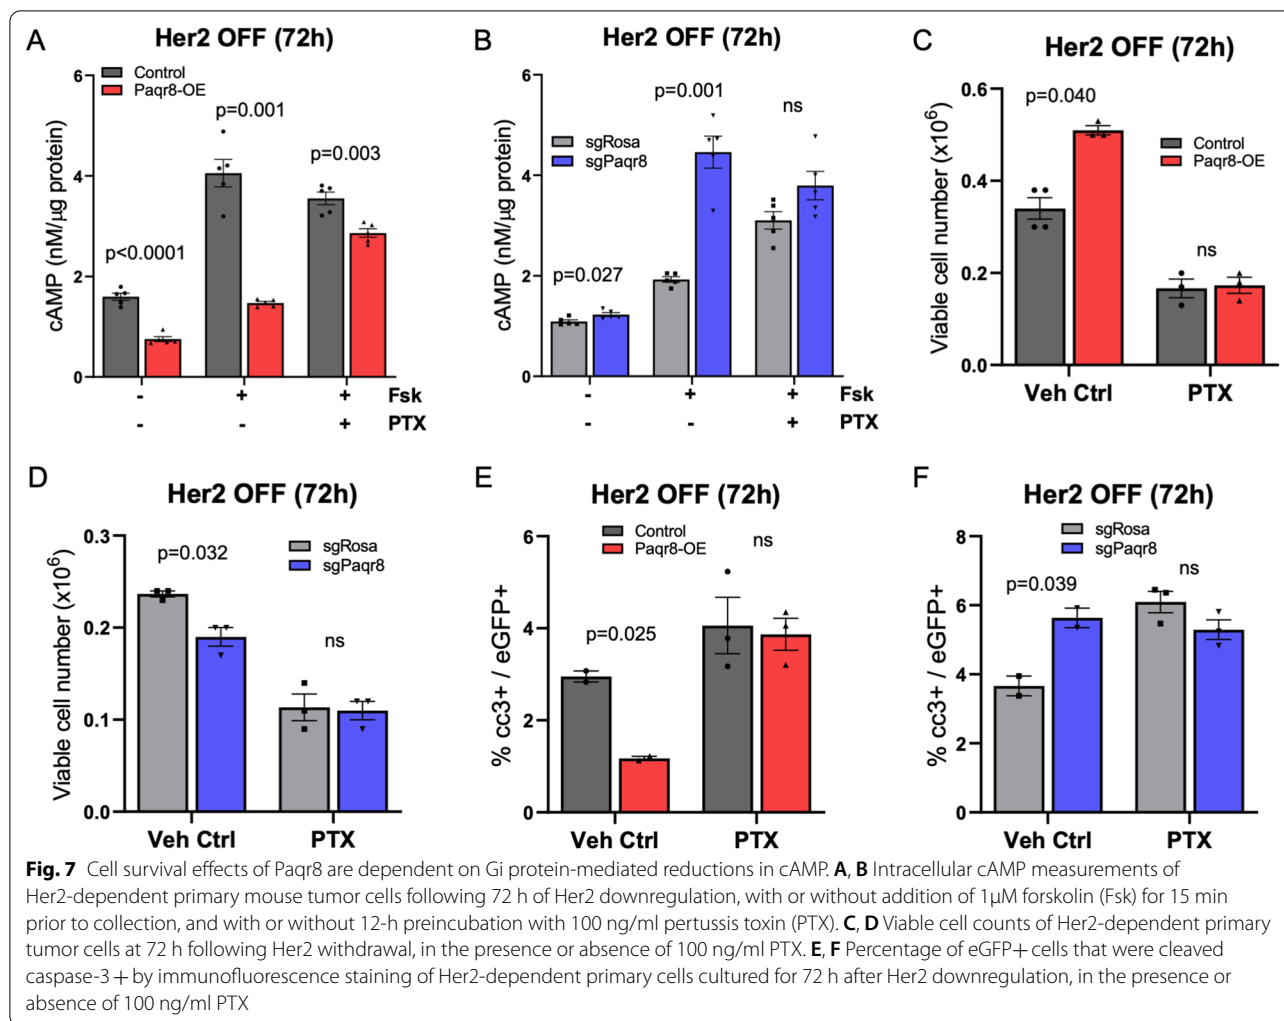 A
Her2 OFF (72h)
Control
Paqr8-OE
cAMP (nM/µg protein)
6
4
2
0
p<0.0001
p=0.001
p=0.003
- + + Fsk
- - + PTX
B
Her2 OFF (72h)
sgRosa
sgPaqr8
cAMP (nM/µg protein)
6
4
2
0
p=0.027
p=0.001
ns
- + + Fsk
- - + PTX
C
Her2 OFF (72h)
Control
Paqr8-OE
Viable cell number (x10⁶)
0.6
0.4
0.2
0.0
p=0.040
ns
Veh Ctrl PTX
D
Her2 OFF (72h)
sgRosa
sgPaqr8
Viable cell number (x10⁶)
0.3
0.2
0.1
0.0
p=0.032
ns
Veh Ctrl PTX
E
Her2 OFF (72h)
Control
Paqr8-OE
% cc3+ / eGFP+
6
4
2
0
p=0.025
ns
Veh Ctrl PTX
F
Her2 OFF (72h)
sgRosa
sgPaqr8
% cc3+ / eGFP+
8
6
4
2
0
p=0.039
ns
Veh Ctrl PTX
Fig. 7 Cell survival effects of Paqr8 are dependent on Gi protein-mediated reductions in cAMP. A, B Intracellular cAMP measurements of
Her2-dependent primary mouse tumor cells following 72 h of Her2 downregulation, with or without addition of 1µM forskolin (Fsk) for 15 min
prior to collection, and with or without 12-h preincubation with 100 ng/ml pertussis toxin (PTX). C, D Viable cell counts of Her2-dependent primary
tumor cells at 72 h following Her2 withdrawal, in the presence or absence of 100 ng/ml PTX. E, F Percentage of eGFP+ cells that were cleaved
caspase-3 + by immunofluorescence staining of Her2-dependent primary cells cultured for 72 h after Her2 downregulation, in the presence or
absence of 100 ng/ml PTX